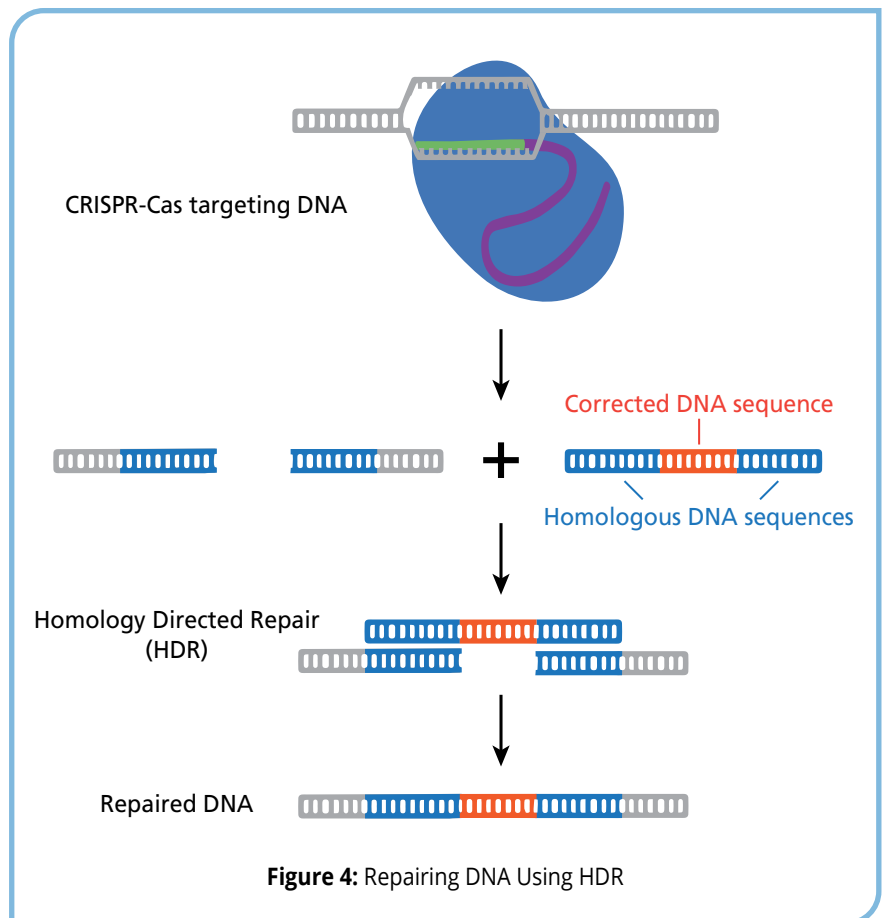 CRISPR-Cas targeting DNA
Corrected DNA sequence
+
Homologous DNA sequences
Homology Directed Repair
(HDR)
Repaired DNA
Figure 4: Repairing DNA Using HDR